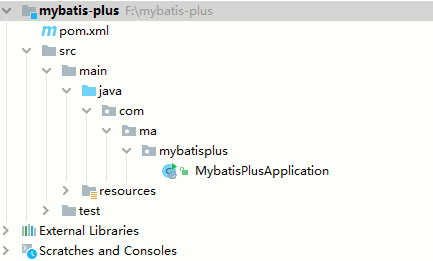 mybatis-plus F:\mybatis-plus
pom.xml
src
main
java
com
ma
mybatisplus
MybatisPlusApplication
resources
test
External Libraries
Scratches and Consoles